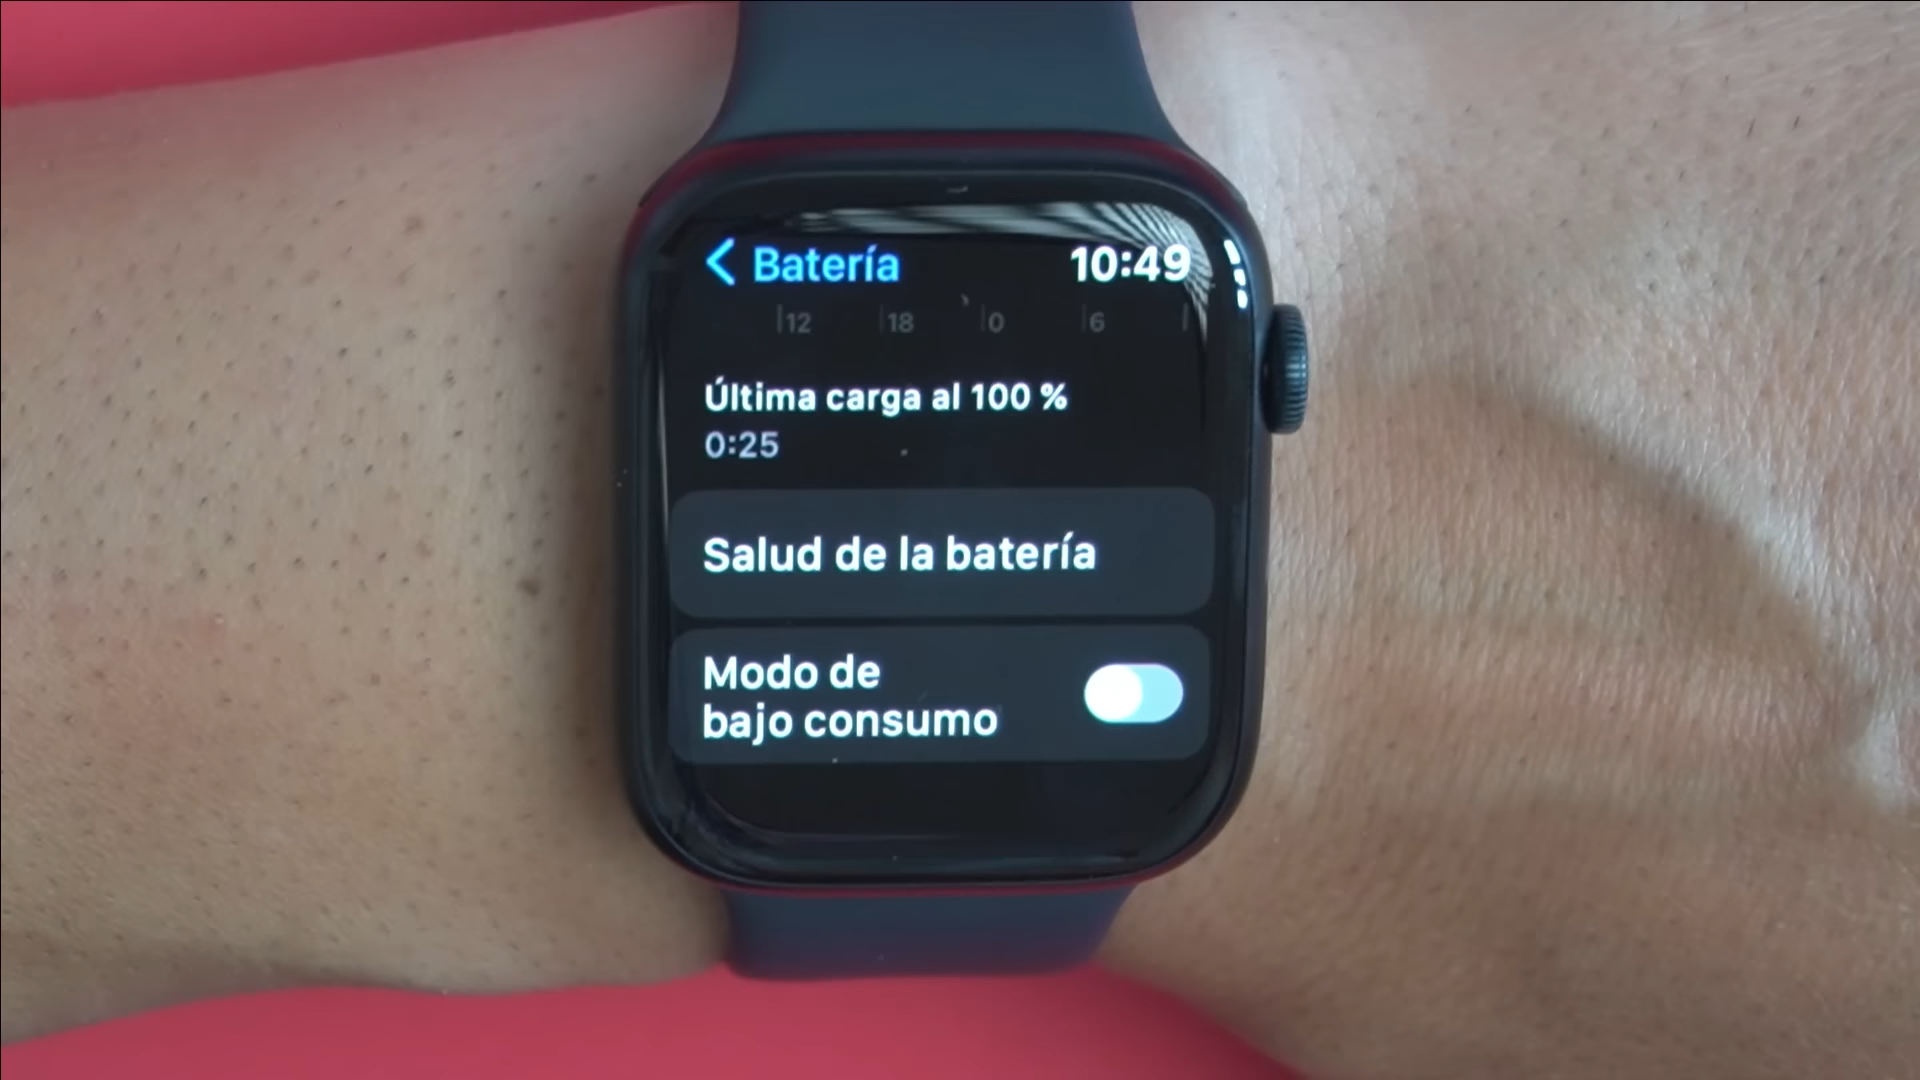 Batería 10:49
12 18 0 6
Última carga al 100 %
0:25
Salud de la batería
Modo de
bajo consumo